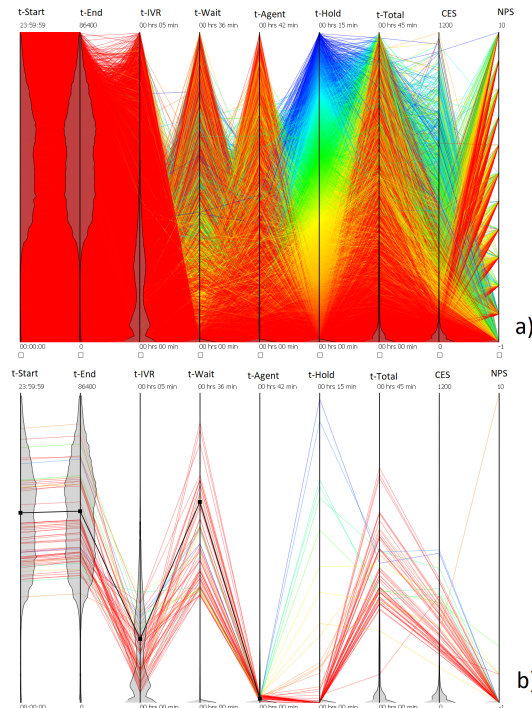 t-Start t-End t-IVR t-Wait t-Agent t-Hold t-Total CES NPS
23:59:59 86400 00 hrs 05 min 00 hrs 36 min 00 hrs 42 min 00 hrs 15 min 00 hrs 45 min 1200 10
a)
00:00:00 0 00 hrs 00 min 00 hrs 00 min 00 hrs 00 min 00 hrs 00 min 00 hrs 00 min 0 -1
t-Start t-End t-IVR t-Wait t-Agent t-Hold t-Total CES NPS
23:59:59 86400 00 hrs 05 min 00 hrs 36 min 00 hrs 42 min 00 hrs 15 min 00 hrs 45 min 1200 10
b)
00:00:00 0 00 hrs 00 min 00 hrs 00 min 00 hrs 00 min 00 hrs 00 min 00 hrs 00 min 0 -1